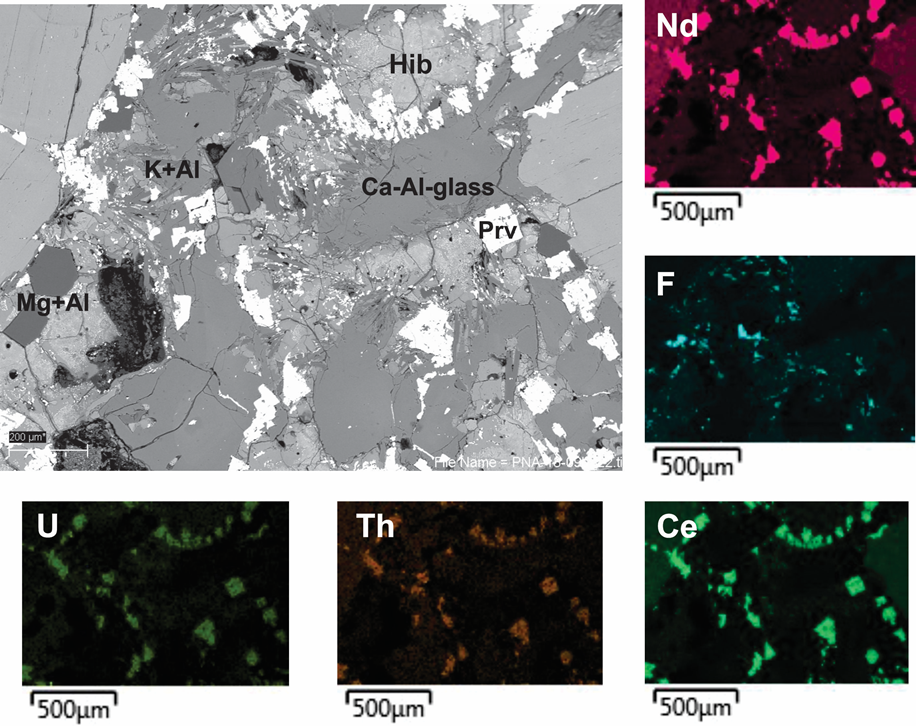 Hib
K+Al
Ca-Al-glass
Prv
Mg+Al
200 µm*
Nd
500µm
F
500µm
U
500µm
Th
500µm
Ce
500µm